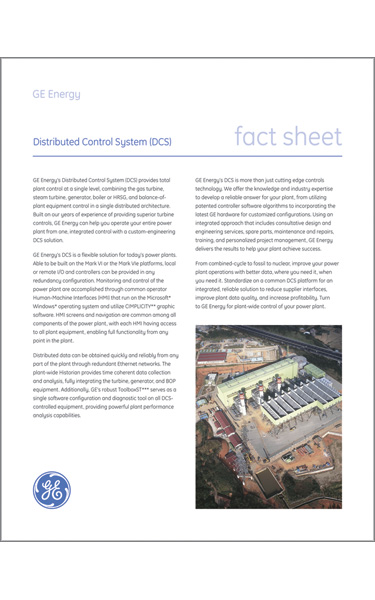 GE Energy
Distributed Control System (DCS)
fact sheet
GE Energy's Distributed Control System (DCS) provides total
plant control at a single level, combining the gas turbine,
steam turbine, generator, boiler or HRSG, and balance-of-
plant equipment control in a single distributed architecture.
Built on our years of experience of providing superior turbine
controls, GE Energy can help you operate your entire power
plant from one, integrated control with a custom-engineering
DCS solution.
GE Energy's DCS is a flexible solution for today's power plants.
Able to be built on the Mark VI or the Mark VIe platforms, local
or remote I/O and controllers can be provided in any
redundancy configuration. Monitoring and control of the
power plant are accomplished through common operator
Human-Machine Interfaces (HMI) that run on the Microsoft*
Windows* operating system and utilize CIMPLICITY** graphic
software. HMI screens and navigation are common among all
components of the power plant, with each HMI having access
to all plant equipment, enabling full functionality from any
point in the plant.
Distributed data can be obtained quickly and reliably from any
part of the plant through redundant Ethernet networks. The
plant-wide Historian provides time coherent data collection
and analysis, fully integrating the turbine, generator, and BOP
equipment. Additionally, GE's robust ToolboxST*** serves as a
single software configuration and diagnostic tool on all DCS-
controlled equipment, providing powerful plant performance
analysis capabilities.
GE Energy's DCS is more than just cutting edge controls
technology. We offer the knowledge and industry expertise
to develop a reliable answer for your plant, from utilizing
patented controller software algorithms to incorporating the
latest GE hardware for customized configurations. Using an
integrated approach that includes consultative design and
engineering services, spare parts, maintenance and repairs,
training, and personalized project management, GE Energy
delivers the results to help your plant achieve success.
From combined-cycle to fossil to nuclear, improve your power
plant operations with better data, where you need it, when
you need it. Standardize on a common DCS platform for an
integrated, reliable solution to reduce supplier interfaces,
improve plant data quality, and increase profitability. Turn
to GE Energy for plant-wide control of your power plant.
GE